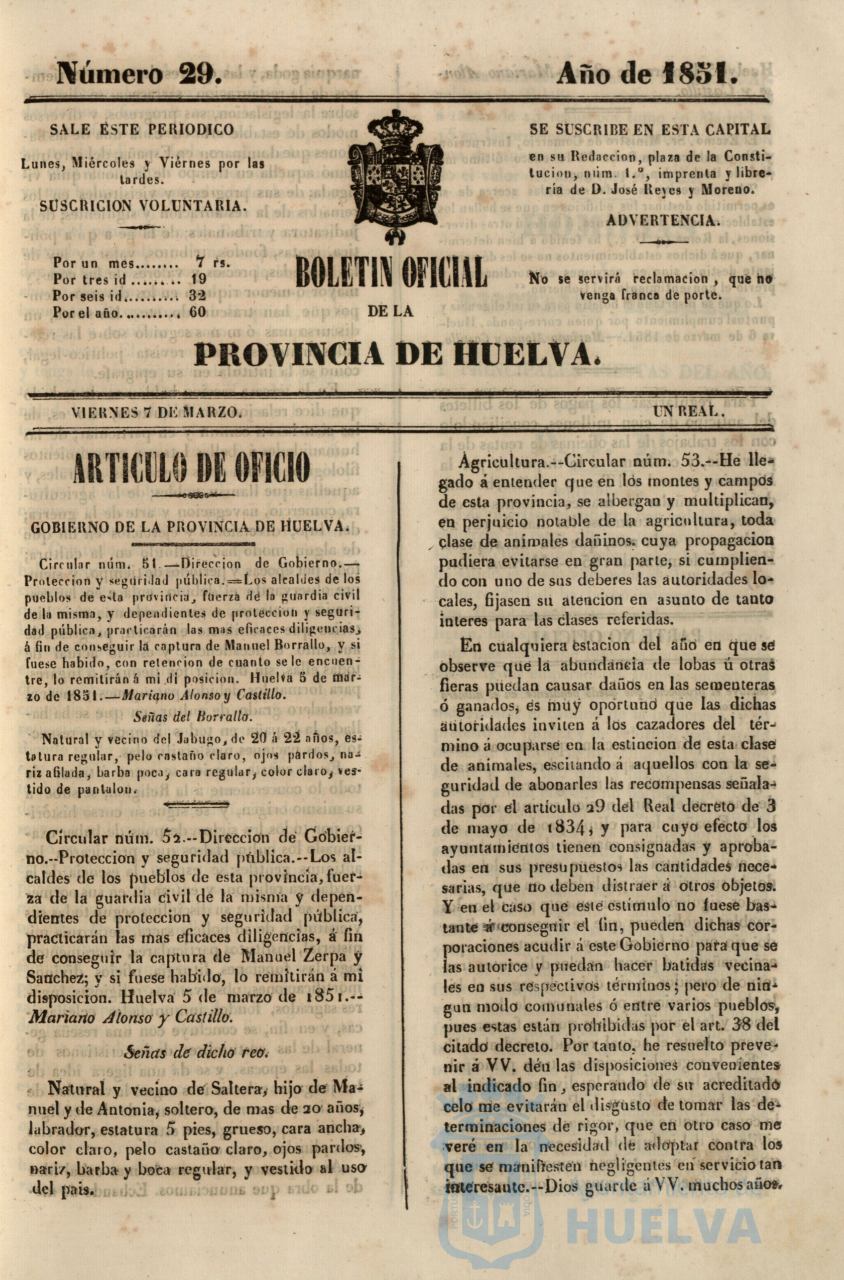 Número 29.
Año de 1851.
SALE ESTE PERIODICO
Lunes, Miércoles y Viérnes por las
tardes.
SUSCRICION VOLUNTARIA.
Por un mes........ 7 rs.
Por tres id........ 19
Por seis id.......... 32
Por el año........... 60
SE SUSCRIBE EN ESTA CAPITAL
en su Redaccion, plaza de la Consti-
tucion, núm. 1.º, imprenta y libre-
ria de D. José Reyes y Moreno.
ADVERTENCIA.
No se servirá reclamacion, que no
venga franca de porte.
BOLETIN OFICIAL
DE LA
PROVINCIA DE HUELVA.
VIERNES 7 DE MARZO.
UN REAL.
ARTICULO DE OFICIO
GOBIERNO DE LA PROVINCIA DE HUELVA.
Circular núm. 51.—Direccion de Gobierno.—
Proteccion y seguridad pública.=Los alcaldes de los
pueblos de esta provincia, fuerza de la guardia civil
de la misma, y dependientes de proteccion y seguri-
dad pública, practicarán las mas eficaces diligencias,
á fin de conseguir la captura de Manuel Borrallo, y si
fuese habido, con retencion de cuanto se le encuen-
tre, lo remitirán á mi di posicion. Huelva 5 de mar-
zo de 1851.—Mariano Alonso y Castillo.
Señas del Borrallo.
Natural y vecino del Jabugo, de 20 á 22 años, es-
tatura regular, pelo castaño claro, ojos pardos, na-
riz afilada, barba poca, cara regular, color claro, ves-
tido de pantalon.
Circular núm. 52.--Direccion de Gobier-
no.--Proteccion y seguridad pública.--Los al-
caldes de los pueblos de esta provincia, fuer-
za de la guardia civil de la misma y depen-
dientes de proteccion y seguridad pública,
practicarán las mas eficaces diligencias, á fin
de conseguir la captura de Manuel Zerpa y
Sanchez; y si fuese habido, lo remitirán á mi
disposicion. Huelva 5 de marzo de 1851.--
Mariano Alonso y Castillo.
Señas de dicho reo.
Natural y vecino de Saltera, hijo de Ma-
nuel y de Antonia, soltero, de mas de 20 años,
labrador, estatura 5 pies, grueso, cara ancha,
color claro, pelo castaño claro, ojos pardos,
nariz, barba y boca regular, y vestido al uso
del pais.
Agricultura.--Circular núm. 53.--He lle-
gado á entender que en los montes y campos
de esta provincia, se albergan y multiplican,
en perjuicio notable de la agricultura, toda
clase de animales dañinos. cuya propagacion
pudiera evitarse en gran parte, si cumplien-
do con uno de sus deberes las autoridades lo-
cales, fijasen su atencion en asunto de tanto
interes para las clases referidas.
En cualquiera estacion del año en que se
observe que la abundancia de lobas ú otras
fieras puedan causar daños en las sementeras
ó ganados, es muy oportuno que las dichas
autoridades inviten á los cazadores del tér-
mino á ocuparse en la estincion de esta clase
de animales, escitando á aquellos con la se-
guridad de abonarles las recompensas señala-
das por el artículo 29 del Real decreto de 3
de mayo de 1834, y para cuyo efecto los
ayuntamientos tienen consignadas y aproba-
das en sus presupuestos las cantidades nece-
sarias, que no deben distraer á otros objetos.
Y en el caso que este estímulo no fuese bas-
tante á conseguir el fin, pueden dichas cor-
poraciones acudir á este Gobierno para que se
las autorice y puedan hacer batidas vecina-
les en sus respectivos términos; pero de nin-
gun modo comunales ó entre varios pueblos,
pues estas están prohibidas por el art. 38 del
citado decreto. Por tanto, he resuelto preve-
nir á VV. dén las disposiciones convenientes
al indicado fin, esperando de su acreditado
celo me evitarán el disgusto de tomar las de-
terminaciones de rigor, que en otro caso me
veré en la necesidad de adoptar contra los
que se manifiesten negligentes en servicio tan
interesante.--Dios guarde á VV. muchos años.
HUELVA